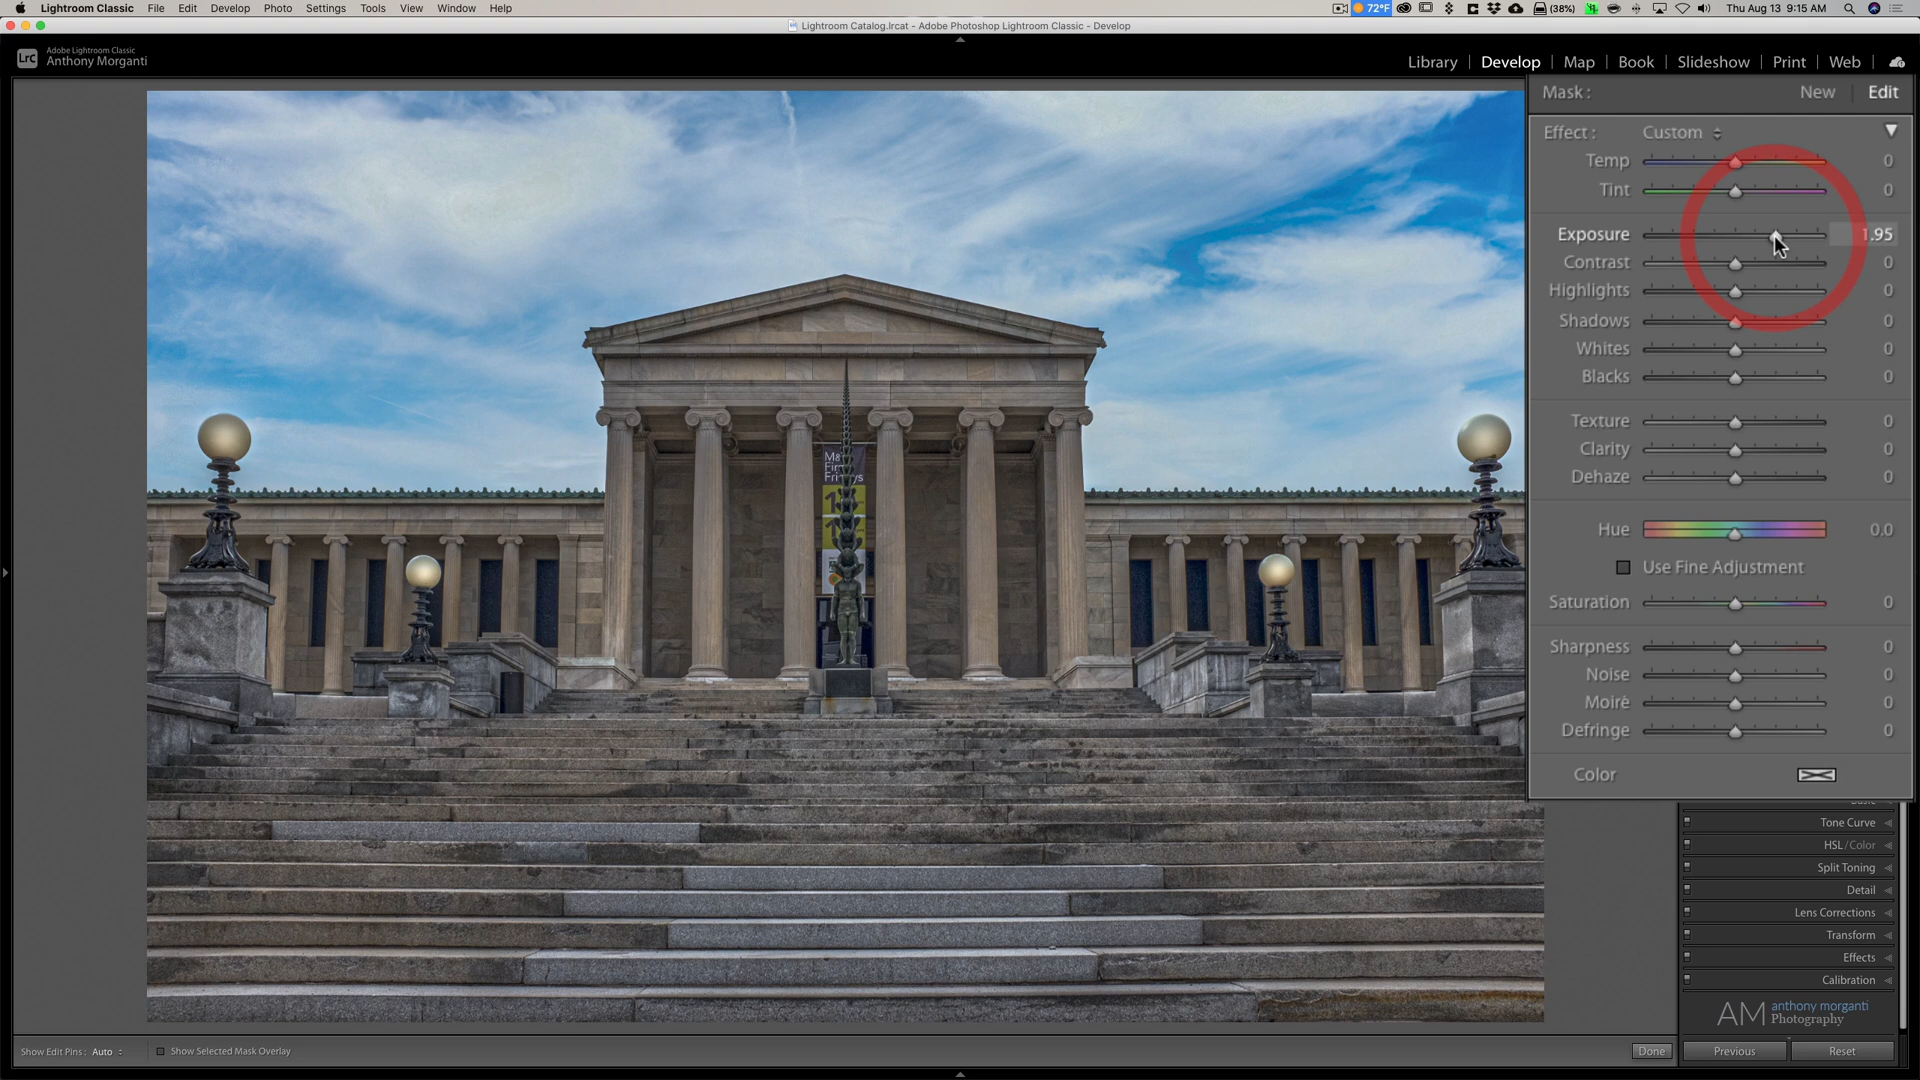 Lightroom Classic File Edit Develop Photo Settings Tools View Window Help 72°F (38%) Thu Aug 13 9:15 AM
Lightroom Catalog.lrcat - Adobe Photoshop Lightroom Classic - Develop
LrC
Adobe Lightroom Classic
Anthony Morganti
Library | Develop | Map | Book | Slideshow | Print | Web
Mask : New Edit
Effect : Custom
Temp 0
Tint 0
Exposure 1.95
Contrast 0
Highlights 0
Shadows 0
Whites 0
Blacks 0
Texture 0
Clarity 0
Dehaze 0
Hue 0.0
Use Fine Adjustment
Saturation 0
Sharpness 0
Noise 0
Moiré 0
Defringe 0
Color
Basic
Tone Curve
HSL / Color
Split Toning
Detail
Lens Corrections
Transform
Effects
Calibration
AM anthony morganti
Photography
Show Edit Pins : Auto Show Selected Mask Overlay Done Previous Reset